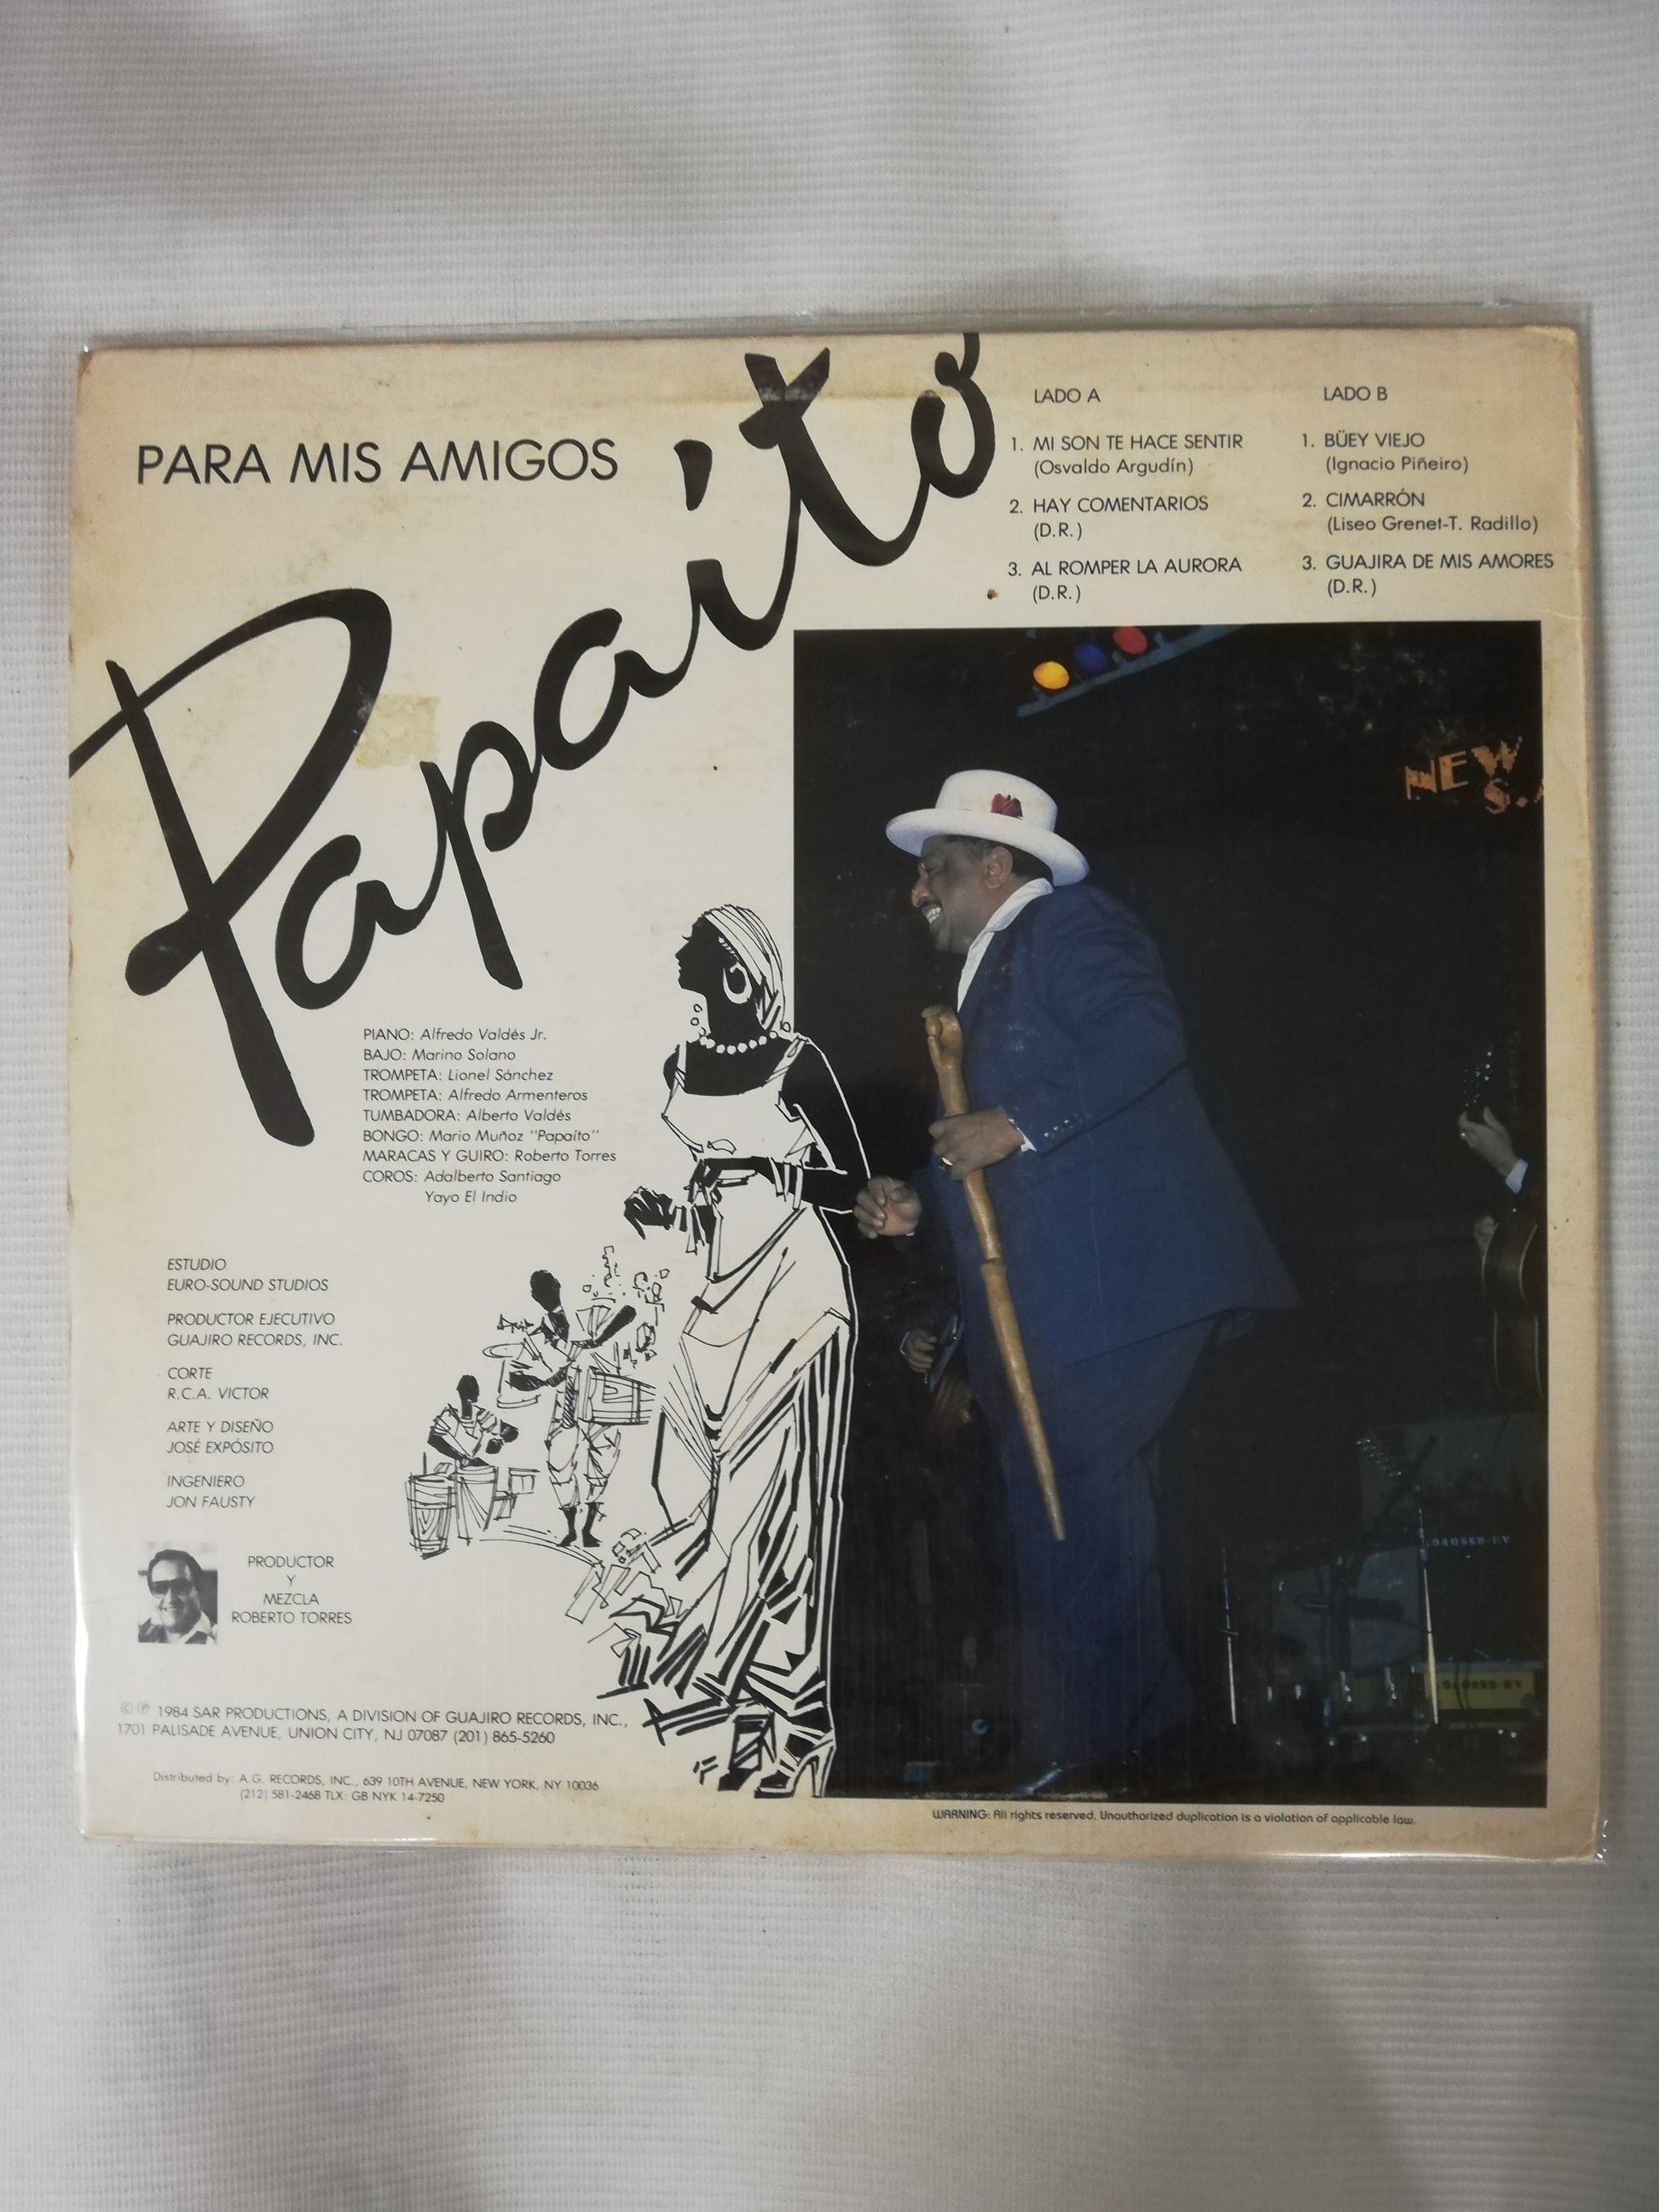 PARA MIS AMIGOS
Papaíto
LADO A
1. MI SON TE HACE SENTIR
(Osvaldo Argudín)
2. HAY COMENTARIOS
(D.R.)
3. AL ROMPER LA AURORA
(D.R.)
LADO B
1. BÜEY VIEJO
(Ignacio Piñeiro)
2. CIMARRÓN
(Liseo Grenet-T. Radillo)
3. GUAJIRA DE MIS AMORES
(D.R.)
NEW
S.
PIANO: Alfredo Valdés Jr.
BAJO: Marino Solano
TROMPETA: Lionel Sánchez
TROMPETA: Alfredo Armenteros
TUMBADORA: Alberto Valdés
BONGO: Mario Muñoz "Papaíto"
MARACAS Y GUIRO: Roberto Torres
COROS: Adalberto Santiago
Yayo El Indio
ESTUDIO
EURO-SOUND STUDIOS
PRODUCTOR EJECUTIVO
GUAJIRO RECORDS, INC.
CORTE
R.C.A. VICTOR
ARTE Y DISEÑO
JOSÉ EXPÓSITO
INGENIERO
JON FAUSTY
PRODUCTOR
Y
MEZCLA
ROBERTO TORRES
© ℗ 1984 SAR PRODUCTIONS, A DIVISION OF GUAJIRO RECORDS, INC.,
1701 PALISADE AVENUE, UNION CITY, NJ 07087 (201) 865-5260
Distributed by: A.G. RECORDS, INC., 639 10TH AVENUE, NEW YORK, NY 10036
(212) 581-2468 TLX: GB NYK 14-7250
WARNING: All rights reserved. Unauthorized duplication is a violation of applicable law.